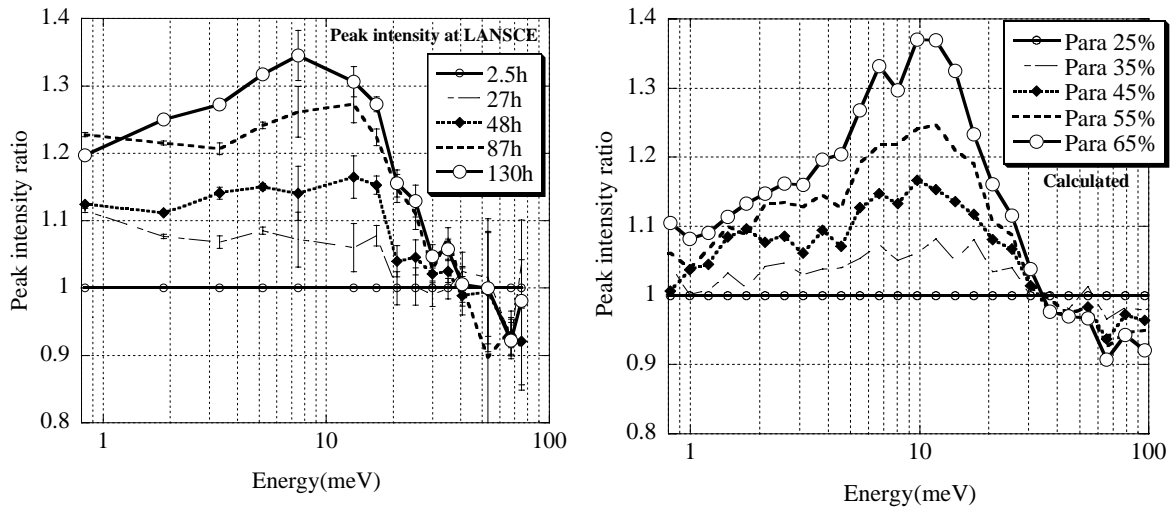 1.4
1.3
1.2
1.1
1
0.9
0.8
Peak intensity ratio
Peak intensity at LANSCE
2.5h
27h
48h
87h
130h
1
10
100
Energy(meV)
1.4
1.3
1.2
1.1
1
0.9
0.8
Peak intensity ratio
Para 25%
Para 35%
Para 45%
Para 55%
Para 65%
Calculated
1
10
100
Energy(meV)